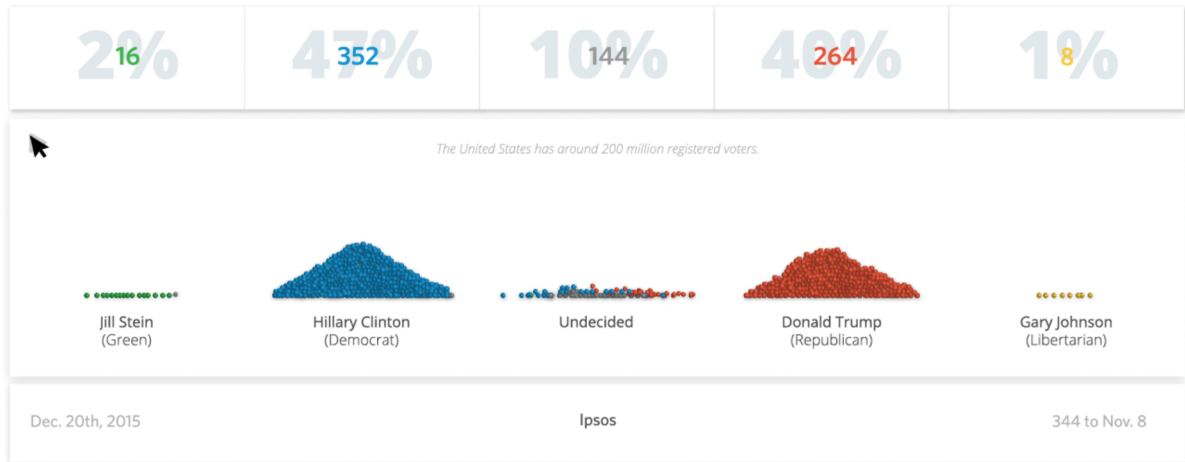 2% 47% 10% 40% 1%
16 352 144 264 8
The United States has around 200 million registered voters.
Jill Stein Hillary Clinton Undecided Donald Trump Gary Johnson
(Green) (Democrat) (Republican) (Libertarian)
Dec. 20th, 2015 Ipsos 344 to Nov. 8